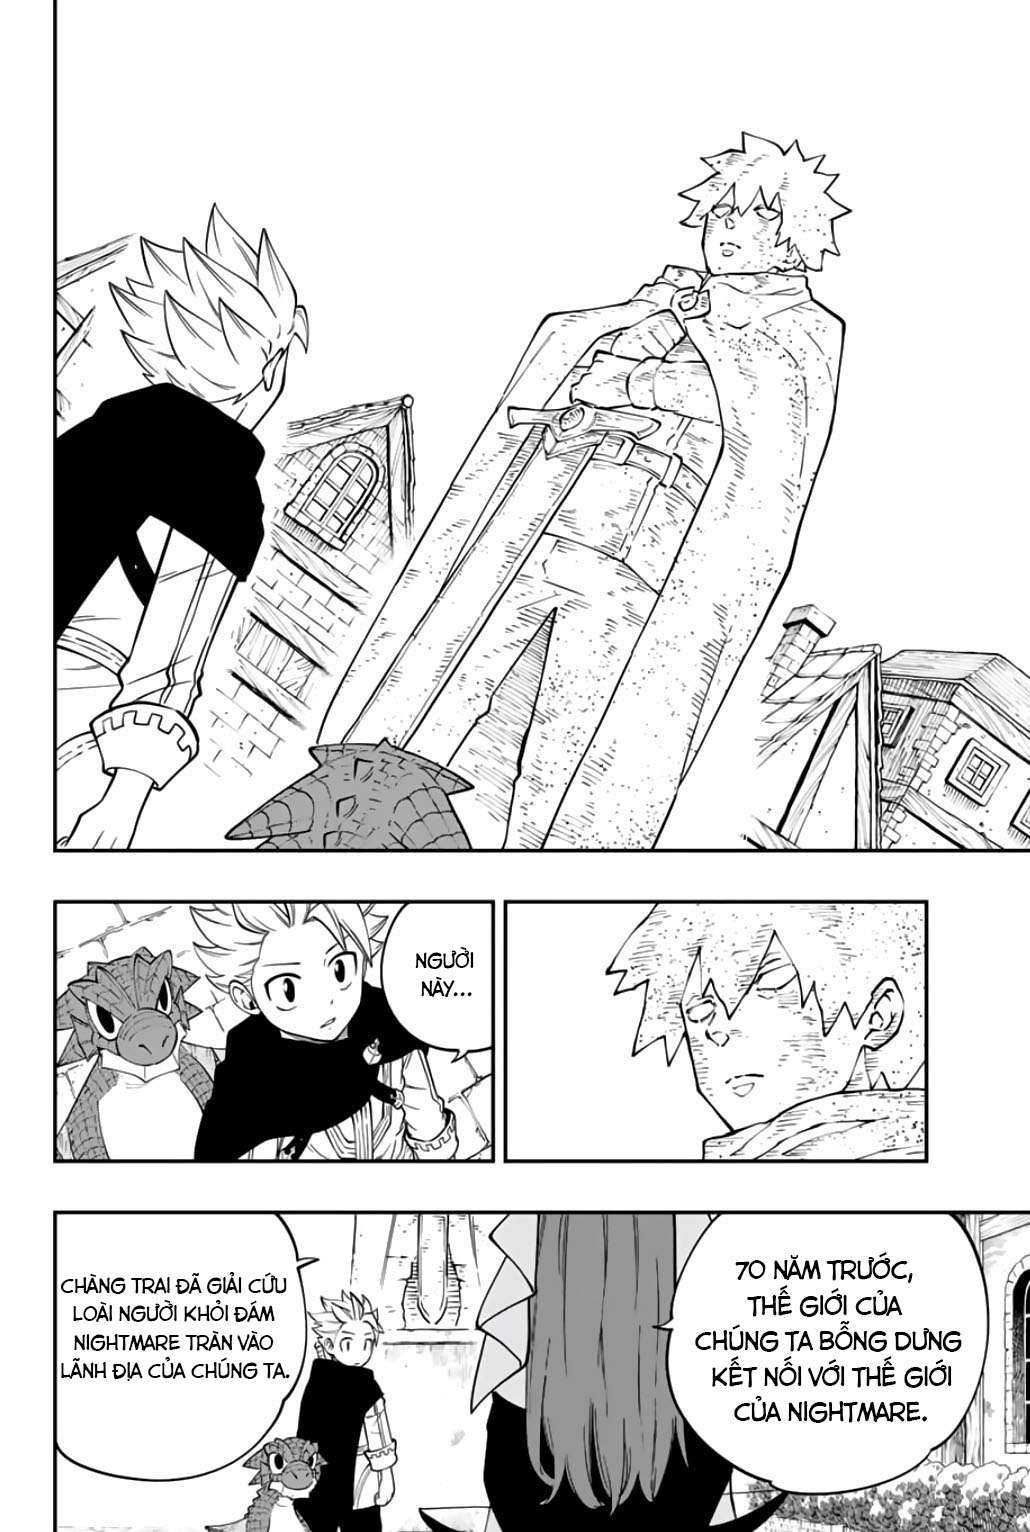 NGƯỜI
NÀY...
70 NĂM TRƯỚC,
THẾ GIỚI CỦA
CHÚNG TA BỖNG DƯNG
KẾT NỐI VỚI THẾ GIỚI
CỦA NIGHTMARE.
CHÀNG TRAI ĐÃ GIẢI CỨU
LOÀI NGƯỜI KHỎI ĐÁM
NIGHTMARE TRÀN VÀO
LÃNH ĐỊA CỦA CHÚNG TA.